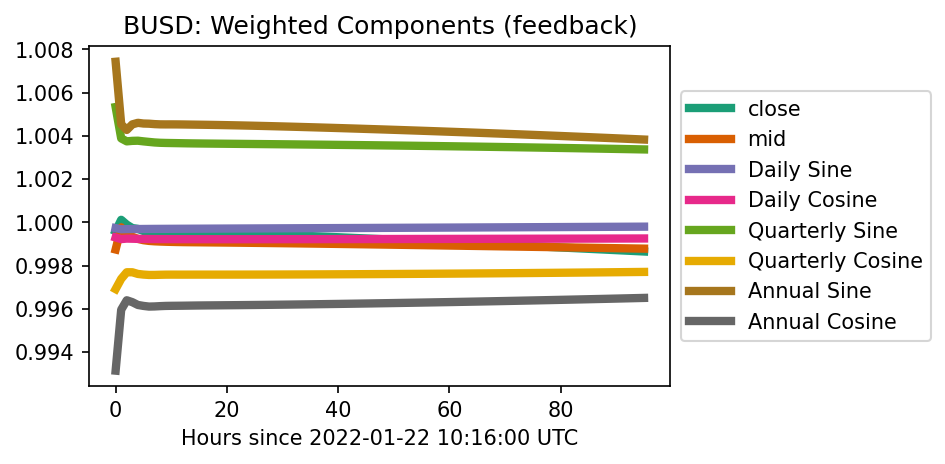 BUSD: Weighted Components (feedback)
1.008
1.006
1.004
1.002
1.000
0.998
0.996
0.994
0 20 40 60 80
Hours since 2022-01-22 10:16:00 UTC
close
mid
Daily Sine
Daily Cosine
Quarterly Sine
Quarterly Cosine
Annual Sine
Annual Cosine